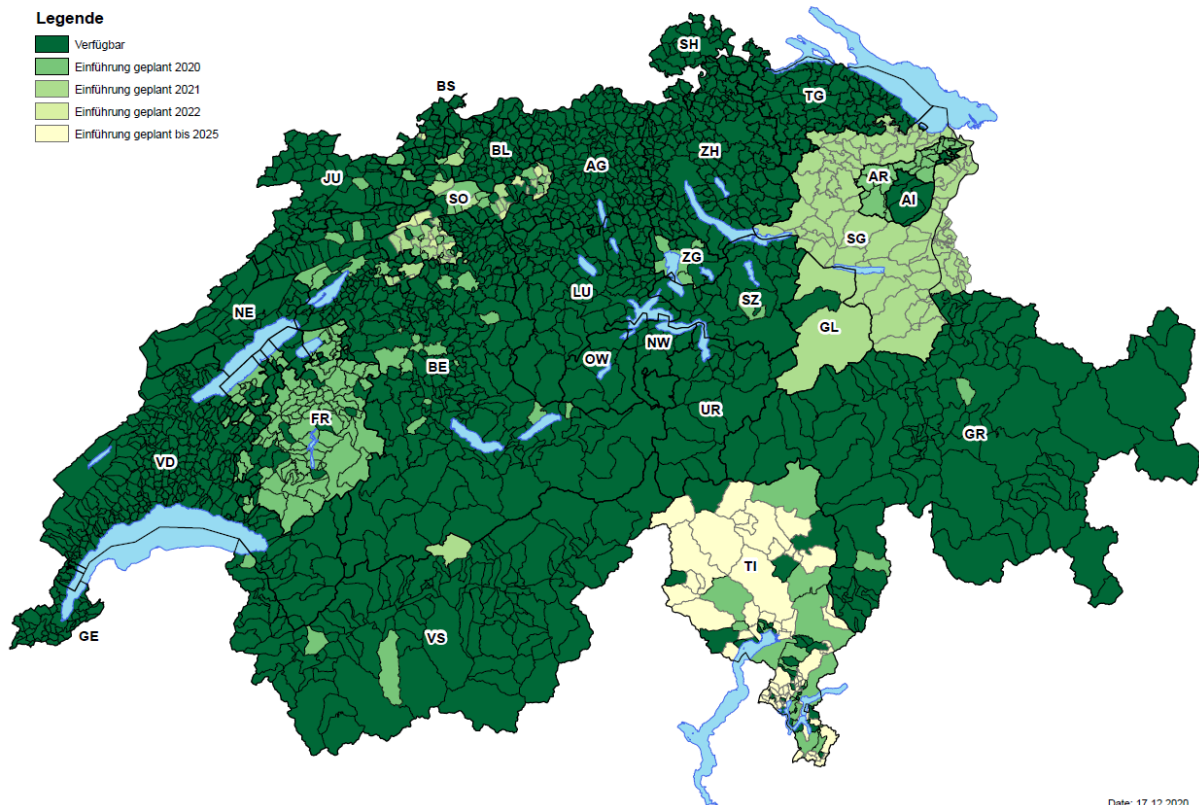 Legende
Verfügbar
Einführung geplant 2020
Einführung geplant 2021
Einführung geplant 2022
Einführung geplant bis 2025
SH
BS
TG
BL
AG
ZH
JU
AR
SO
AI
SG
ZG
LU
SZ
NE
GL
NW
OW
BE
UR
FR
GR
VD
TI
GE
VS
Date: 17.12.2020